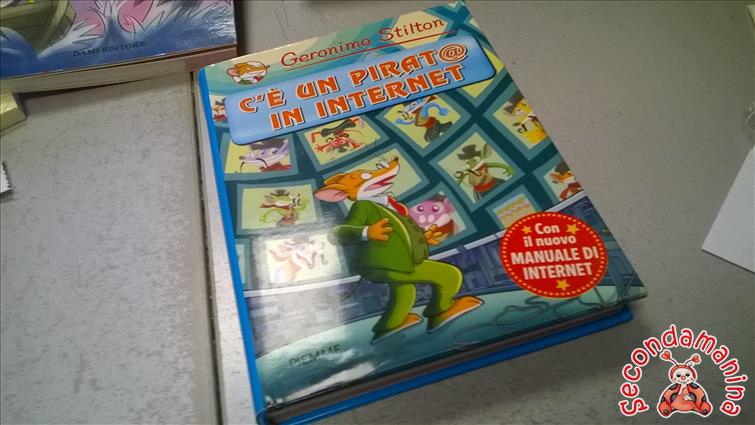 DAMI EDITORE
Geronimo Stilton
C'È UN PIRAT@
IN INTERNET
Con
il nuovo
MANUALE DI
INTERNET
PIEMME
Secondamanina